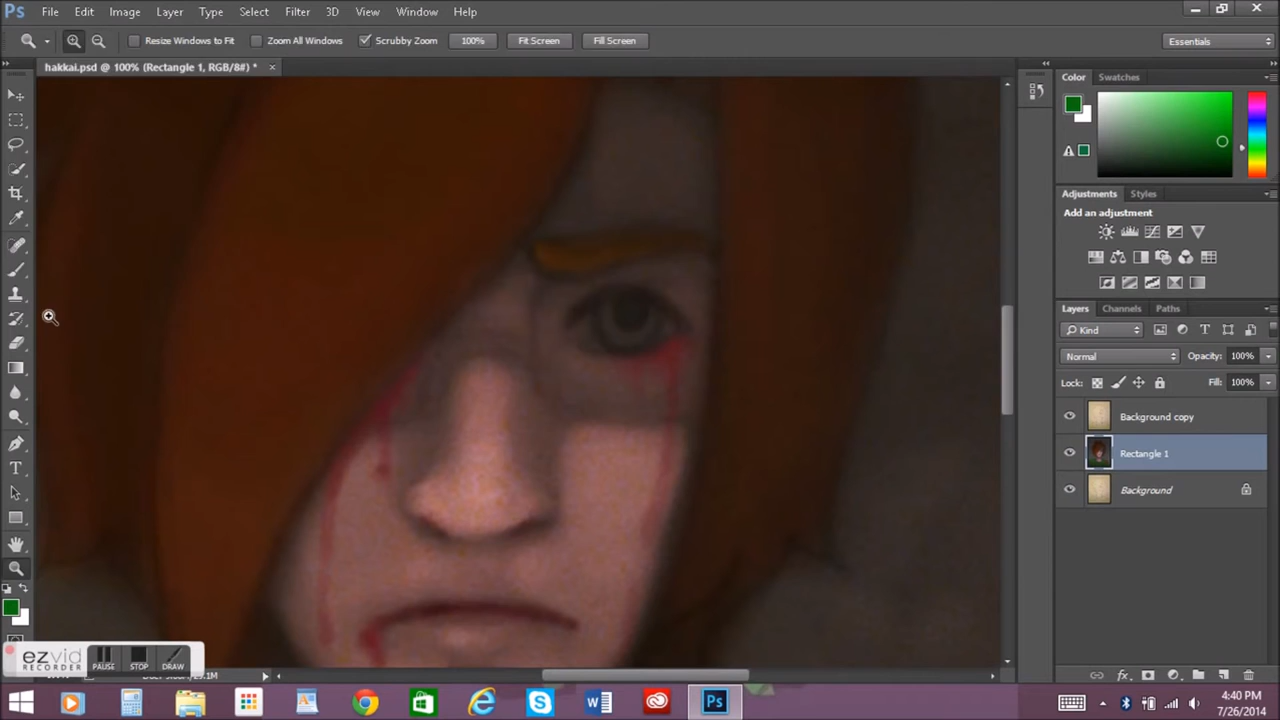 Ps File Edit Image Layer Type Select Filter 3D View Window Help
Resize Windows to Fit Zoom All Windows Scrubby Zoom 100% Fit Screen Fill Screen Essentials
hakkai.psd @ 100% (Rectangle 1, RGB/8#) * ×
Color Swatches
Adjustments Styles
Add an adjustment
Layers Channels Paths
Kind
Normal Opacity: 100%
Lock: Fill: 100%
Background copy
Rectangle 1
Background
T
ezvid
RECORDER
PAUSE STOP DRAW
Ps
4:40 PM
7/26/2014